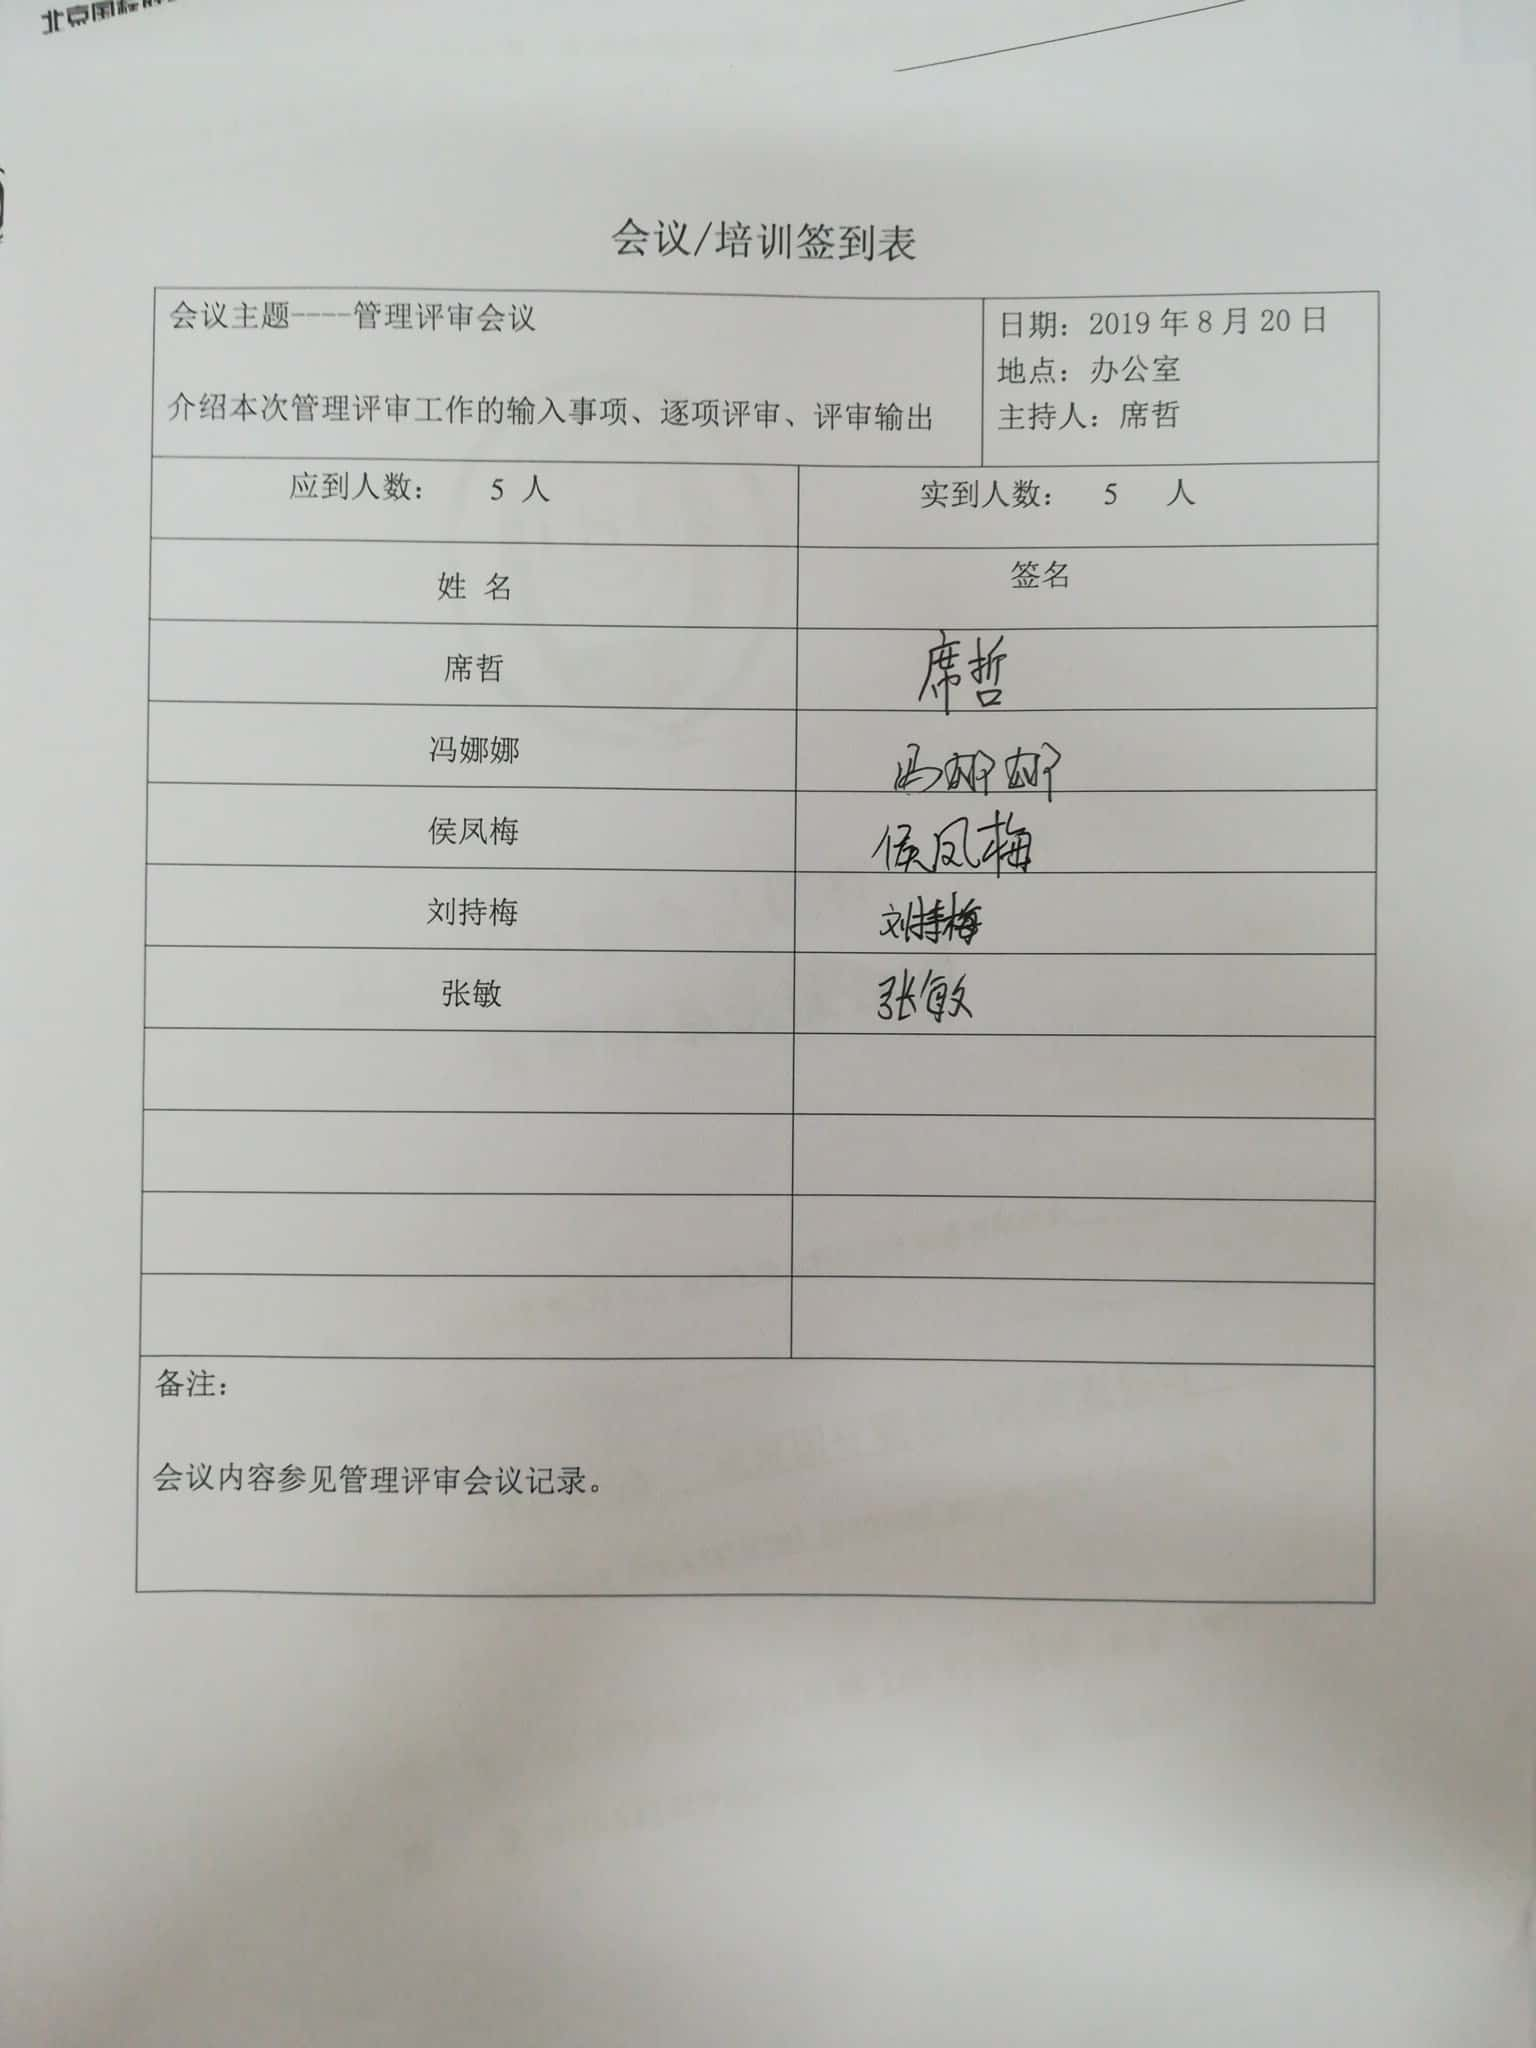 北京国标
会议/培训签到表
会议主题----管理评审会议
介绍本次管理评审工作的输入事项、逐项评审、评审输出
日期：2019 年 8 月 20 日
地点：办公室
主持人：席哲
应到人数： 5 人
实到人数： 5 人
姓 名
签名
席哲
席哲
冯娜娜
冯娜娜
侯凤梅
侯凤梅
刘持梅
刘持梅
张敏
张敏
备注：
会议内容参见管理评审会议记录。